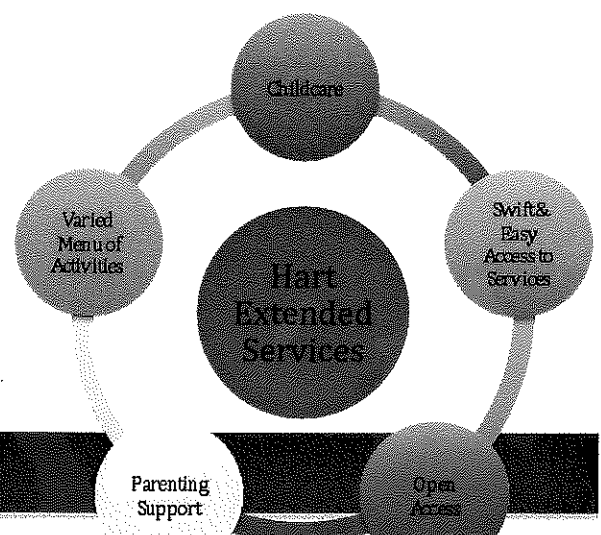 Childcare
Swift &
Easy
Access to
Services
Open
Access
Parenting
Support
Varied
Menu of
Activities
Hart
Extended
Services